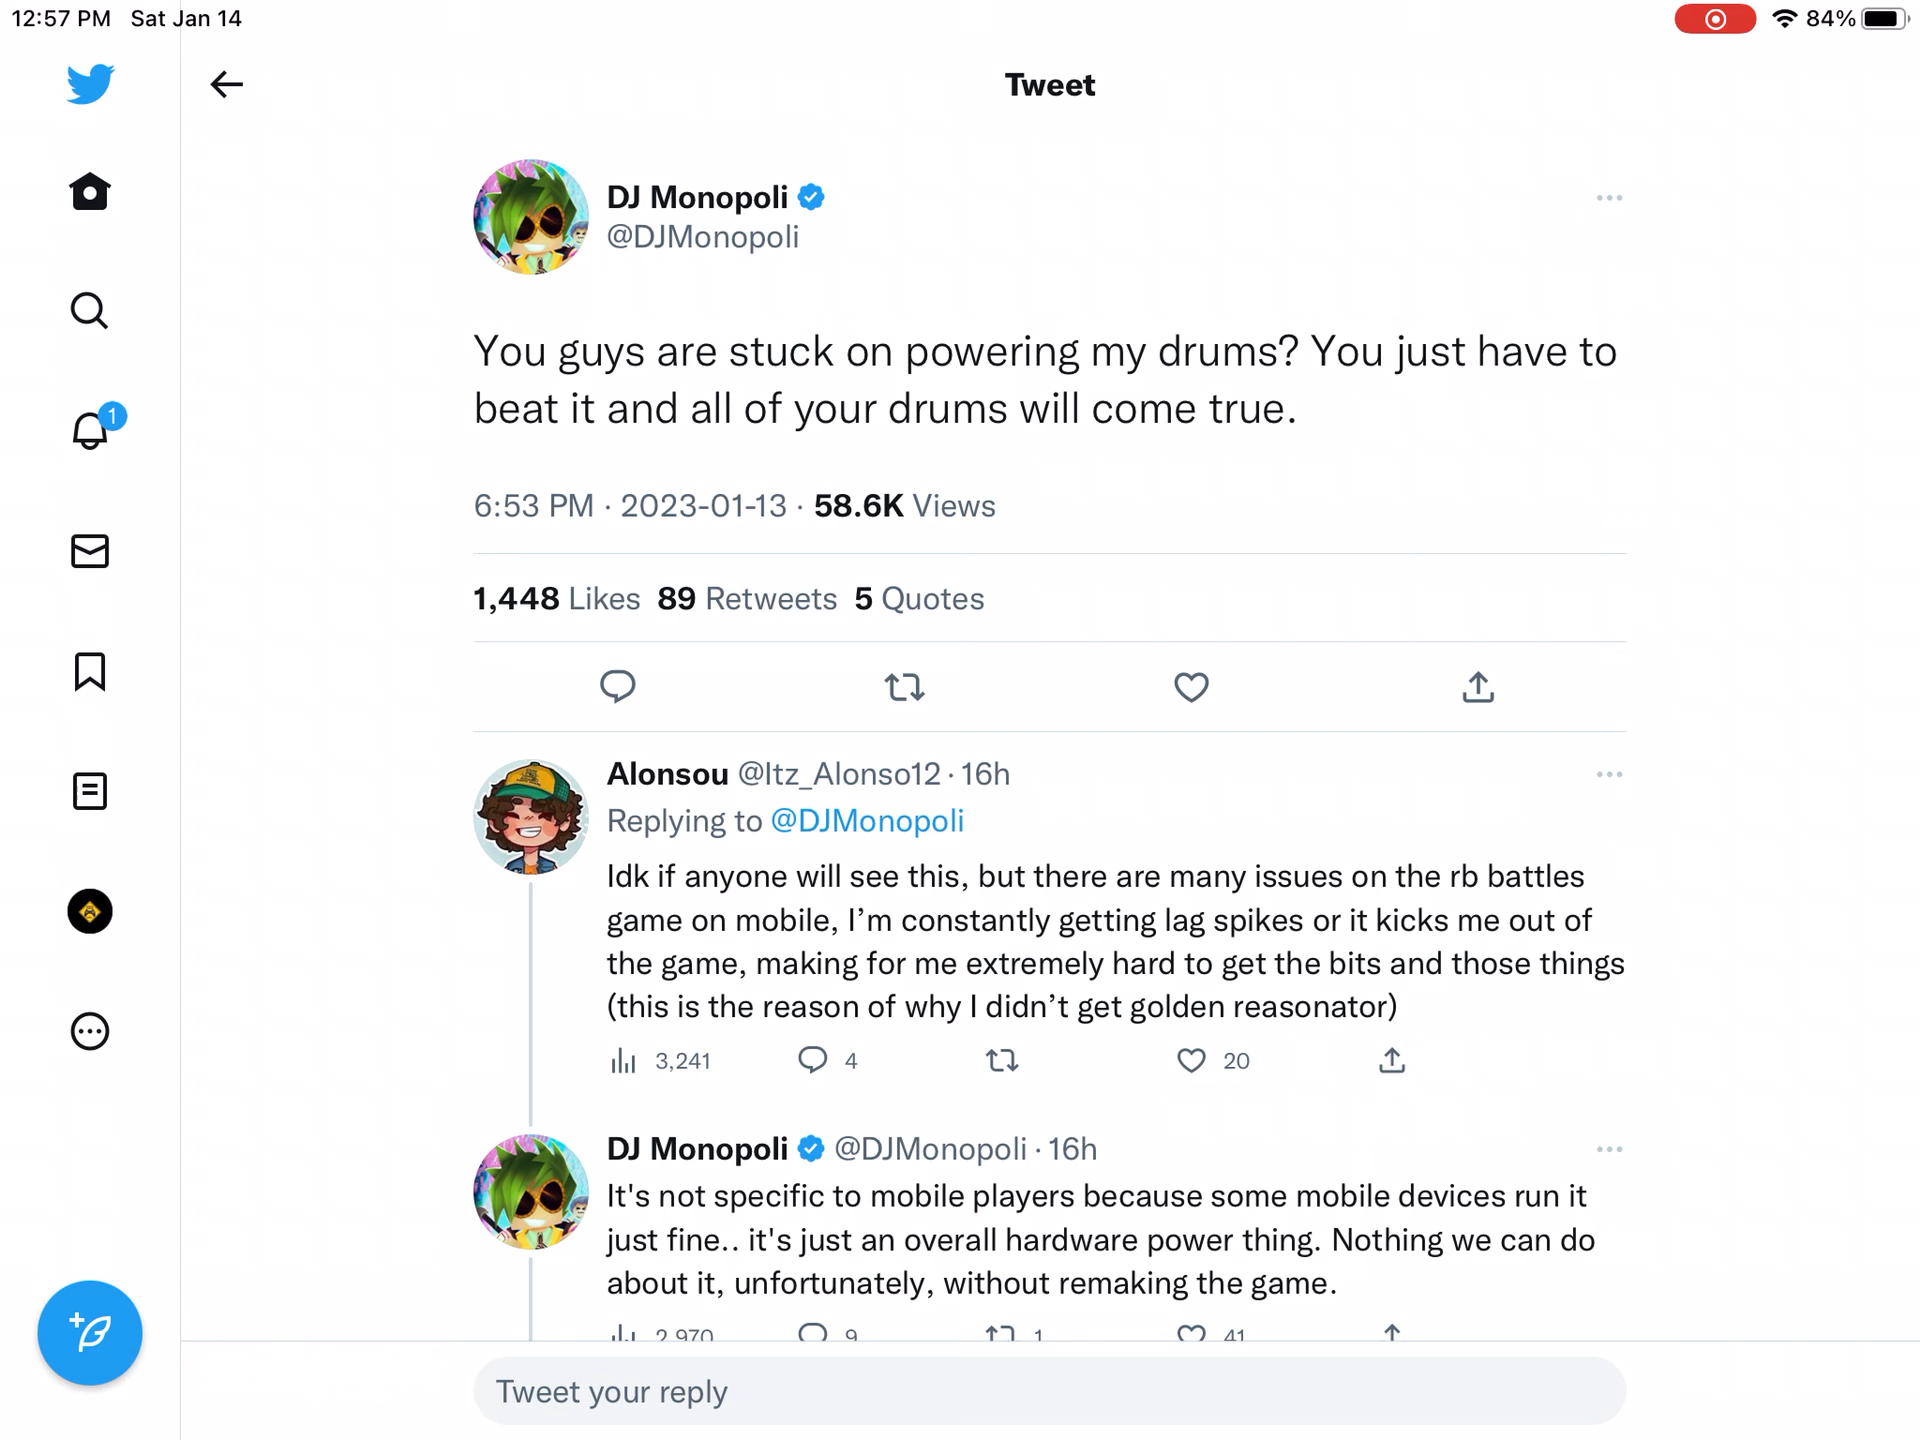 12:57 PM Sat Jan 14
84%
Tweet
DJ Monopoli
@DJMonopoli
You guys are stuck on powering my drums? You just have to
beat it and all of your drums will come true.
6:53 PM · 2023-01-13 · 58.6K Views
1,448 Likes 89 Retweets 5 Quotes
1
Alonsou @Itz_Alonso12 · 16h
Replying to @DJMonopoli
Idk if anyone will see this, but there are many issues on the rb battles
game on mobile, I’m constantly getting lag spikes or it kicks me out of
the game, making for me extremely hard to get the bits and those things
(this is the reason of why I didn’t get golden reasonator)
3,241 4 20
DJ Monopoli @DJMonopoli · 16h
It's not specific to mobile players because some mobile devices run it
just fine.. it's just an overall hardware power thing. Nothing we can do
about it, unfortunately, without remaking the game.
2,970 9 1 41
Tweet your reply